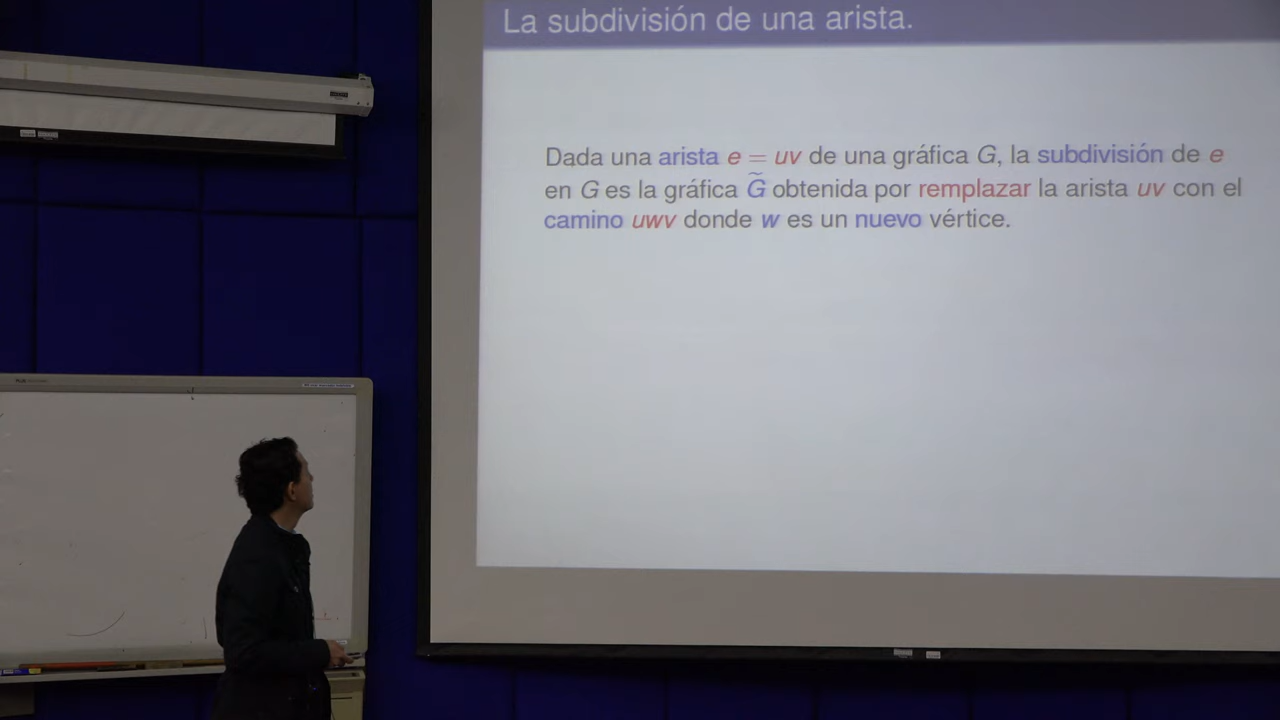 La subdivisión de una arista.
Dada una arista e = uv de una gráfica G, la subdivisión de e
en G es la gráfica G̃ obtenida por remplazar la arista uv con el
camino uwv donde w es un nuevo vértice.